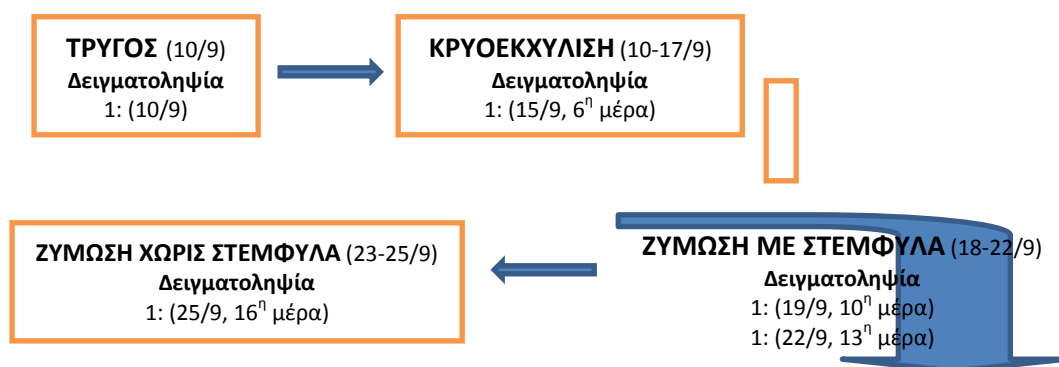 ΤΡΥΓΟΣ (10/9)
Δειγματοληψία
1: (10/9)
ΚΡΥΟΕΚΧΥΛΙΣΗ (10-17/9)
Δειγματοληψία
1: (15/9, 6η μέρα)
ΖΥΜΩΣΗ ΜΕ ΣΤΕΜΦΥΛΑ (18-22/9)
Δειγματοληψία
1: (19/9, 10η μέρα)
1: (22/9, 13η μέρα)
ΖΥΜΩΣΗ ΧΩΡΙΣ ΣΤΕΜΦΥΛΑ (23-25/9)
Δειγματοληψία
1: (25/9, 16η μέρα)